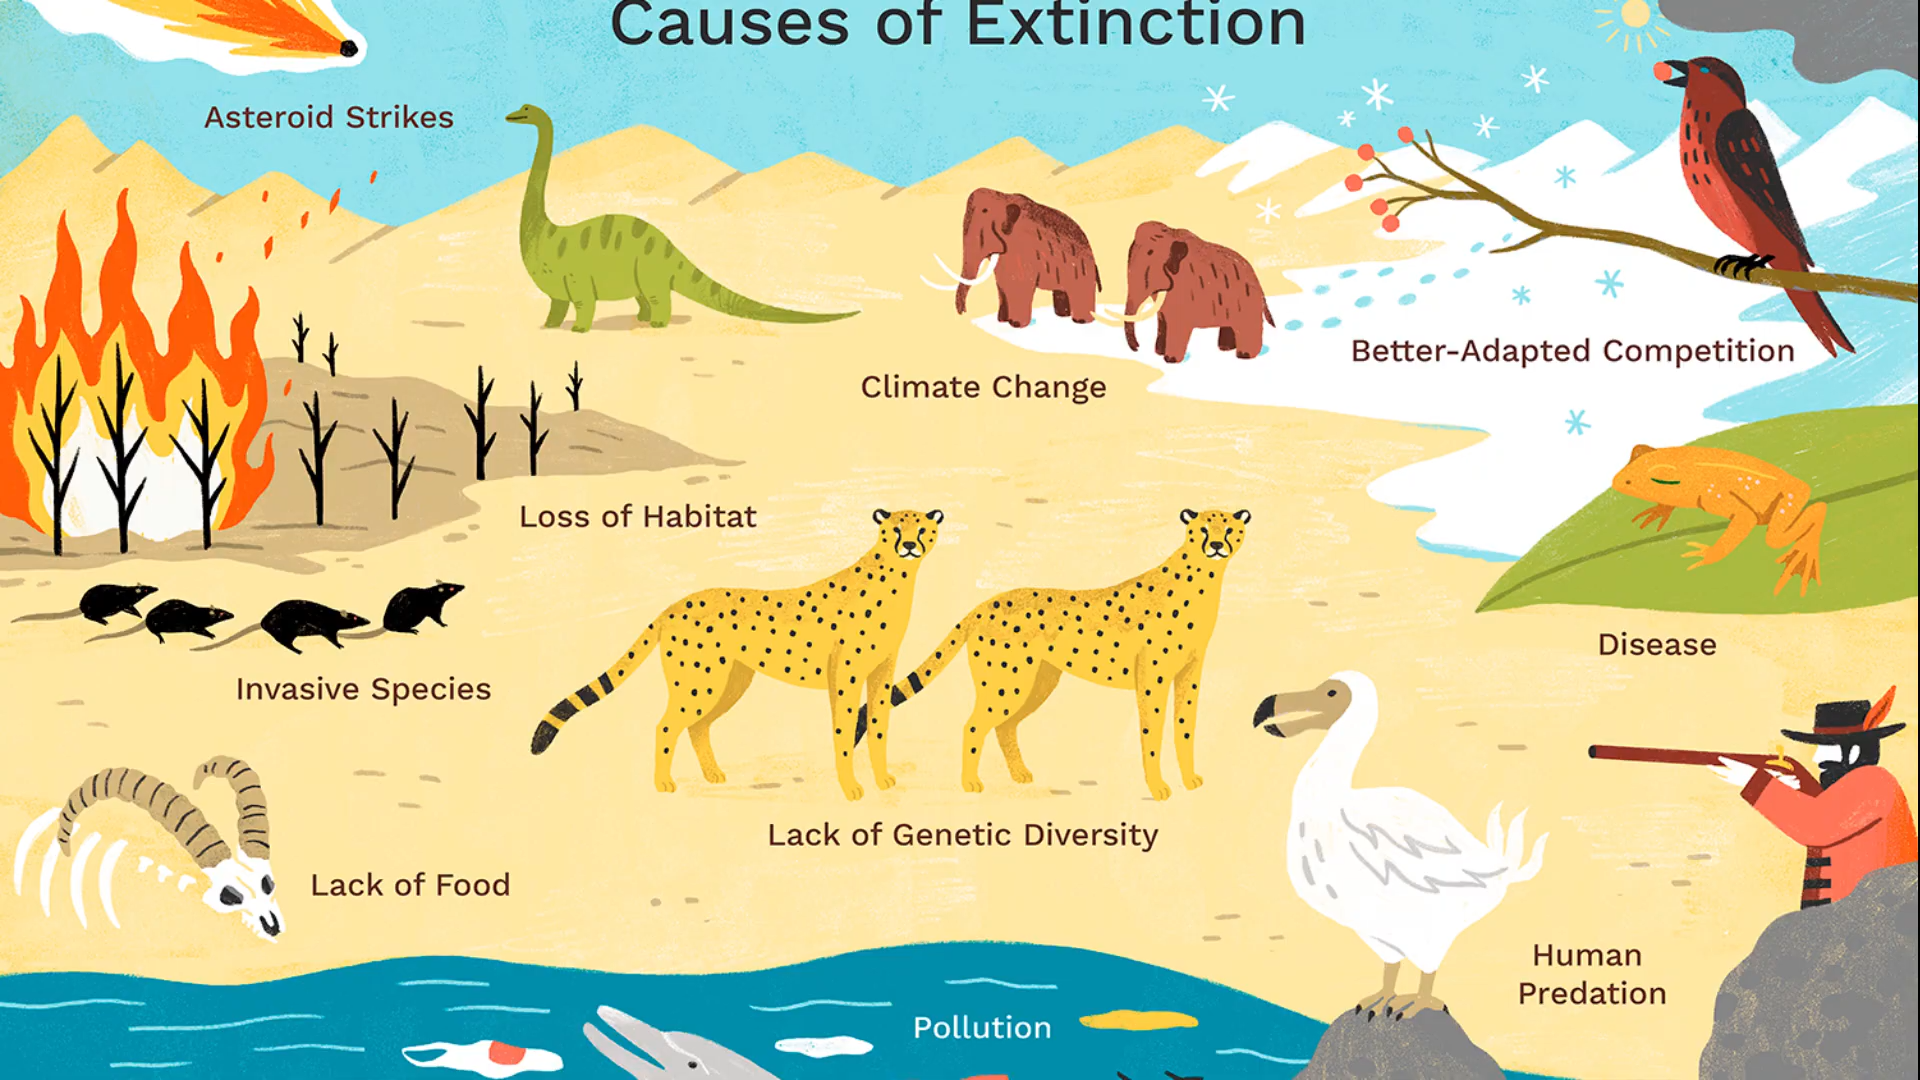 Causes of Extinction
Asteroid Strikes
Better-Adapted Competition
Climate Change
Loss of Habitat
Disease
Invasive Species
Lack of Genetic Diversity
Lack of Food
Human
Predation
Pollution